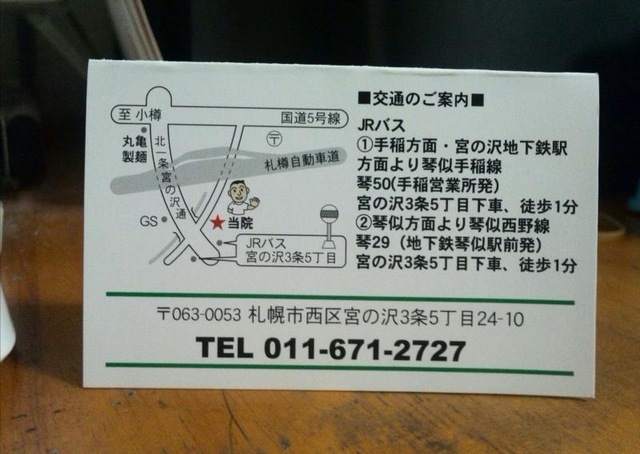 至 小樽
国道5号線
丸亀
製麺
北一条宮の沢通
〒
札樽自動車道
GS
★当院
JRバス
宮の沢3条5丁目
■交通のご案内■
JRバス
①手稲方面・宮の沢地下鉄駅
方面より琴似手稲線
琴50(手稲営業所発)
宮の沢3条5丁目下車、徒歩1分
②琴似方面より琴似西野線
琴29（地下鉄琴似駅前発）
宮の沢3条5丁目下車、徒歩1分
〒063-0053 札幌市西区宮の沢3条5丁目24-10
TEL 011-671-2727